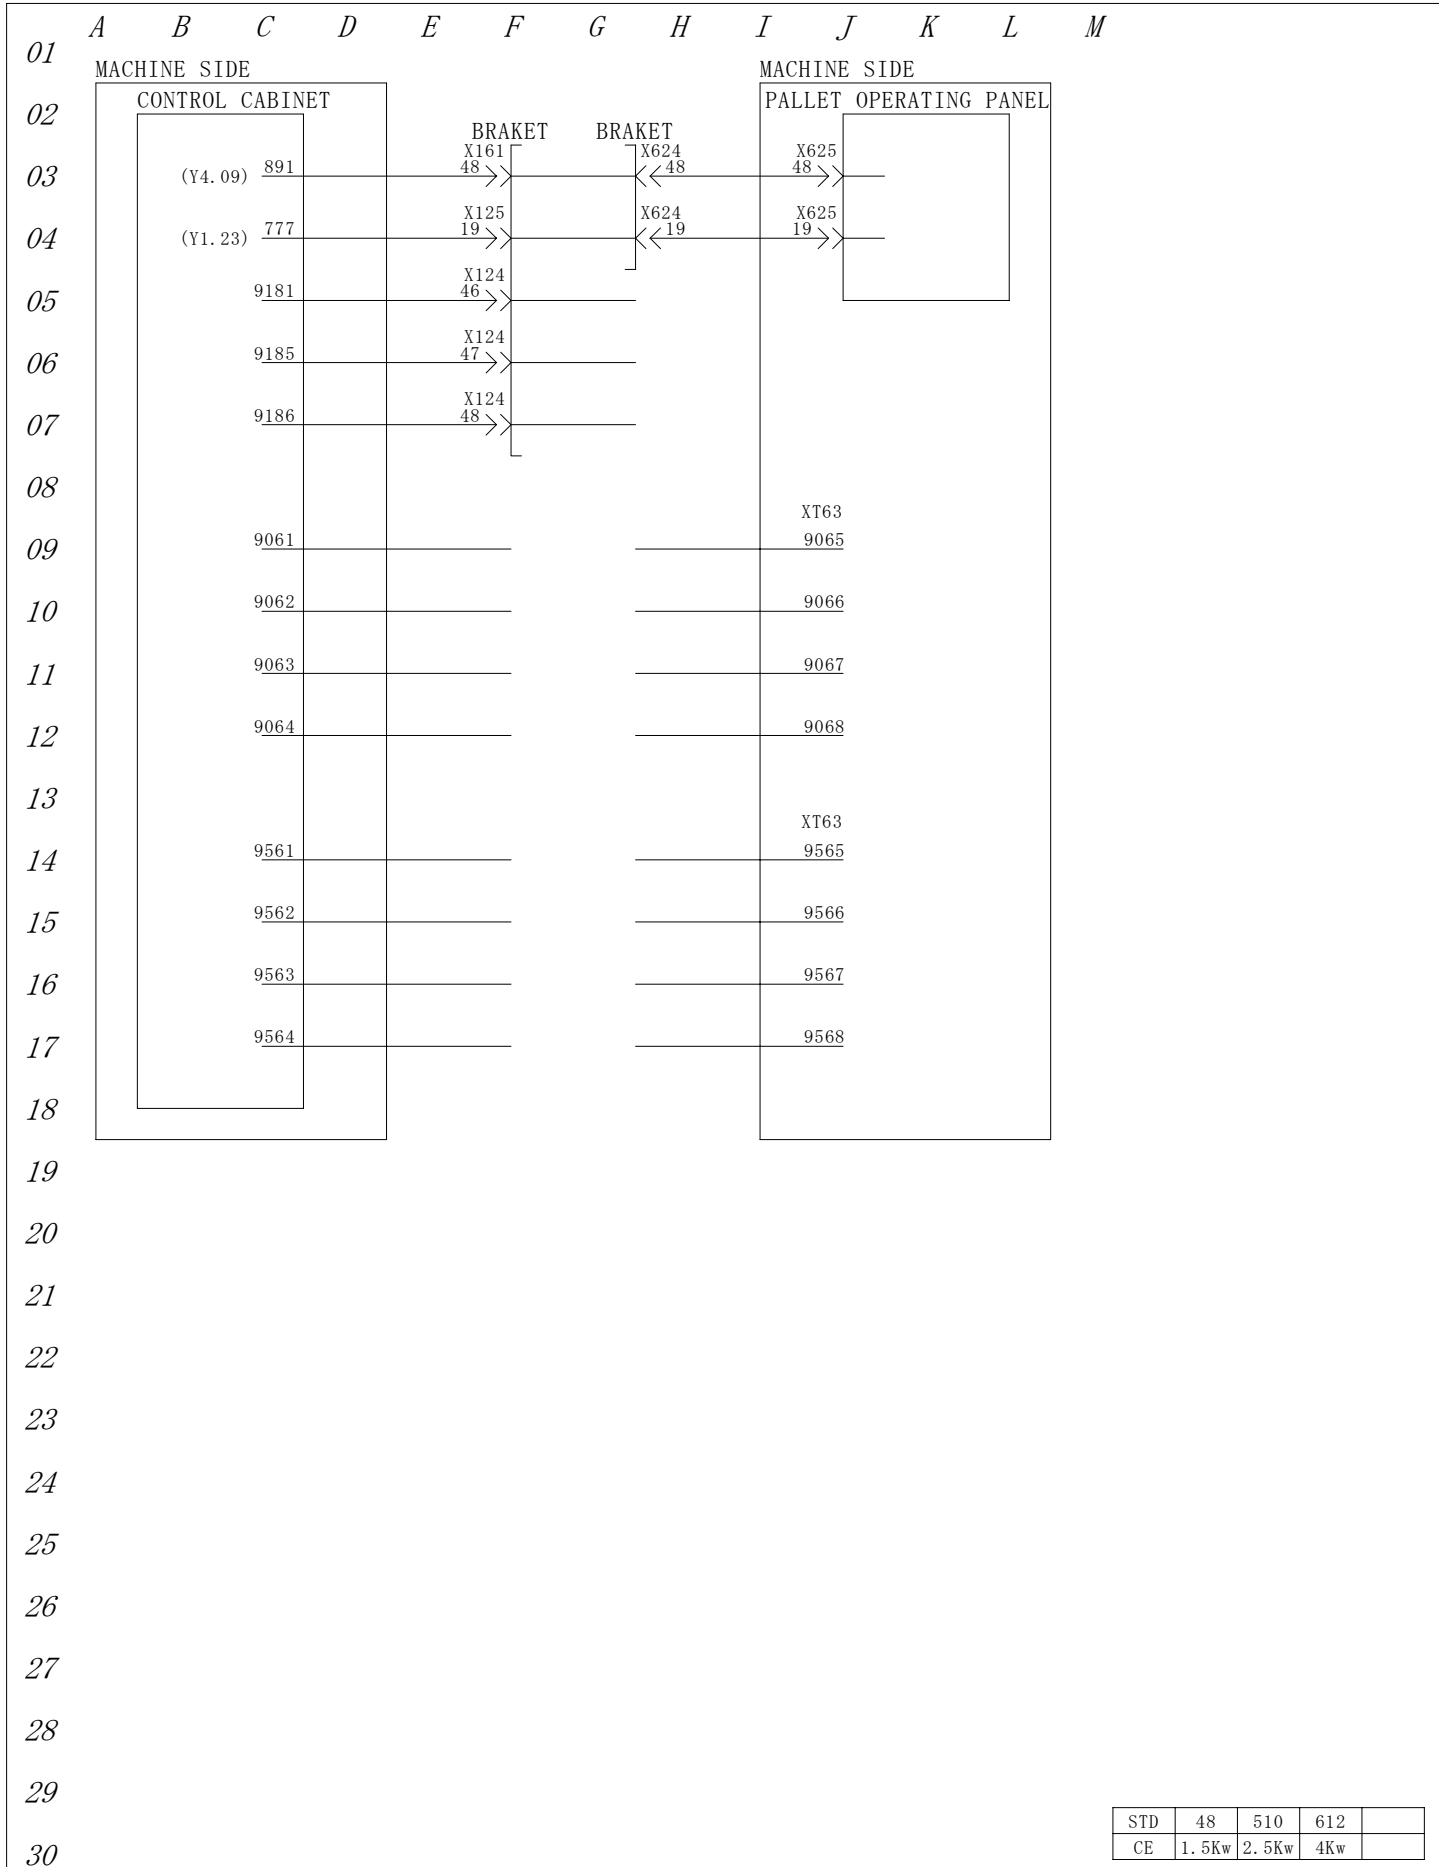 A B C D E F G H I J K L M
01
MACHINE SIDE MACHINE SIDE
CONTROL CABINET PALLET OPERATING PANEL
02
BRAKET BRAKET
X161 X624 X625
03 (Y4.09) 891 48 48 48
X125 X624 X625
04 (Y1.23) 777 19 19 19
X124
05 9181 46
X124
06 9185 47
X124
07 9186 48
08
XT63
09 9061 9065
10 9062 9066
11 9063 9067
12 9064 9068
13
XT63
14 9561 9565
15 9562 9566
16 9563 9567
17 9564 9568
18
19
20
21
22
23
24
25
26
27
28
29
STD 48 510 612
CE 1.5Kw 2.5Kw 4Kw
30